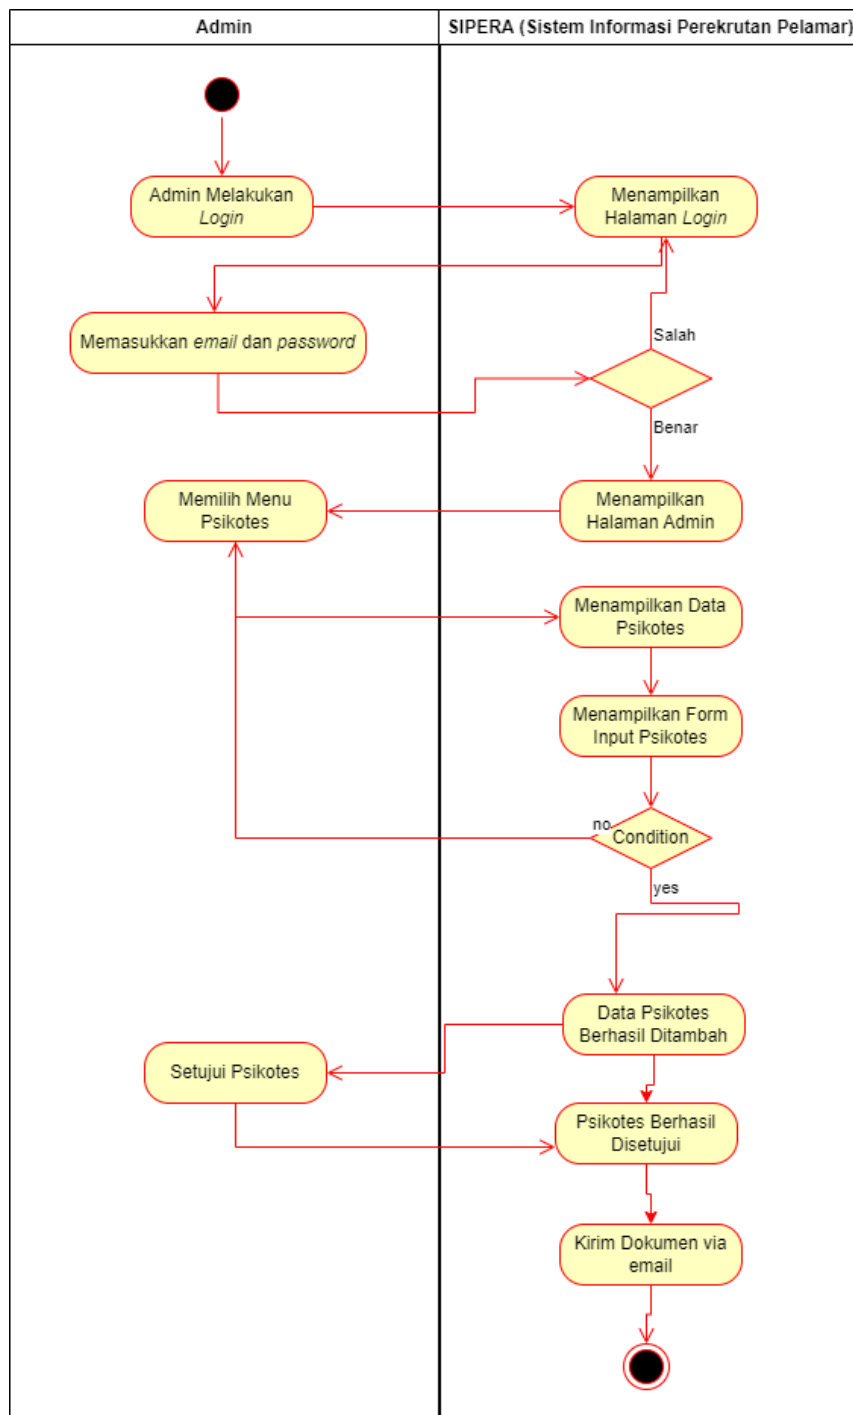 Admin
SIPERA (Sistem Informasi Perekrutan Pelamar)
Admin Melakukan
Login
Menampilkan
Halaman Login
Memasukkan email dan password
Salah
Benar
Memilih Menu
Psikotes
Menampilkan
Halaman Admin
Menampilkan Data
Psikotes
Menampilkan Form
Input Psikotes
no
Condition
yes
Data Psikotes
Berhasil Ditambah
Setujui Psikotes
Psikotes Berhasil
Disetujui
Kirim Dokumen via
email